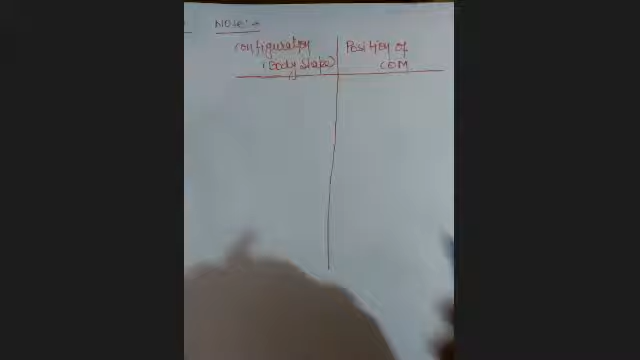 Note:-
Configuration
(Body Shape)
Position of
COM